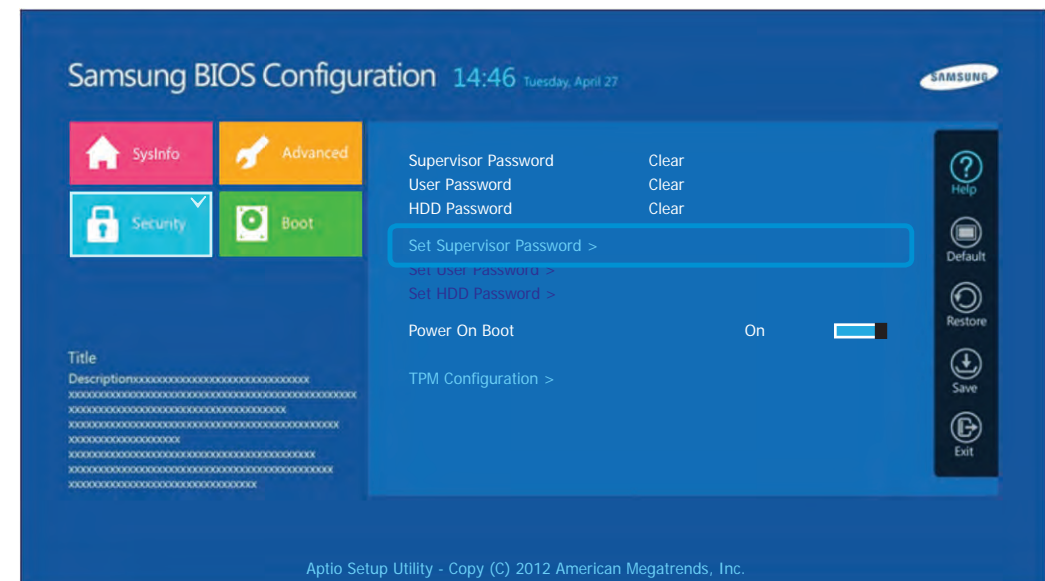 Samsung BIOS Configuration 14:46 Tuesday, April 27
SAMSUNG
SysInfo
Advanced
Security
Boot
Supervisor Password Clear
User Password Clear
HDD Password Clear
Set Supervisor Password >
Set User Password >
Set HDD Password >
Power On Boot On
TPM Configuration >
Help
Default
Restore
Save
Exit
Title
Aptio Setup Utility - Copy (C) 2012 American Megatrends, Inc.